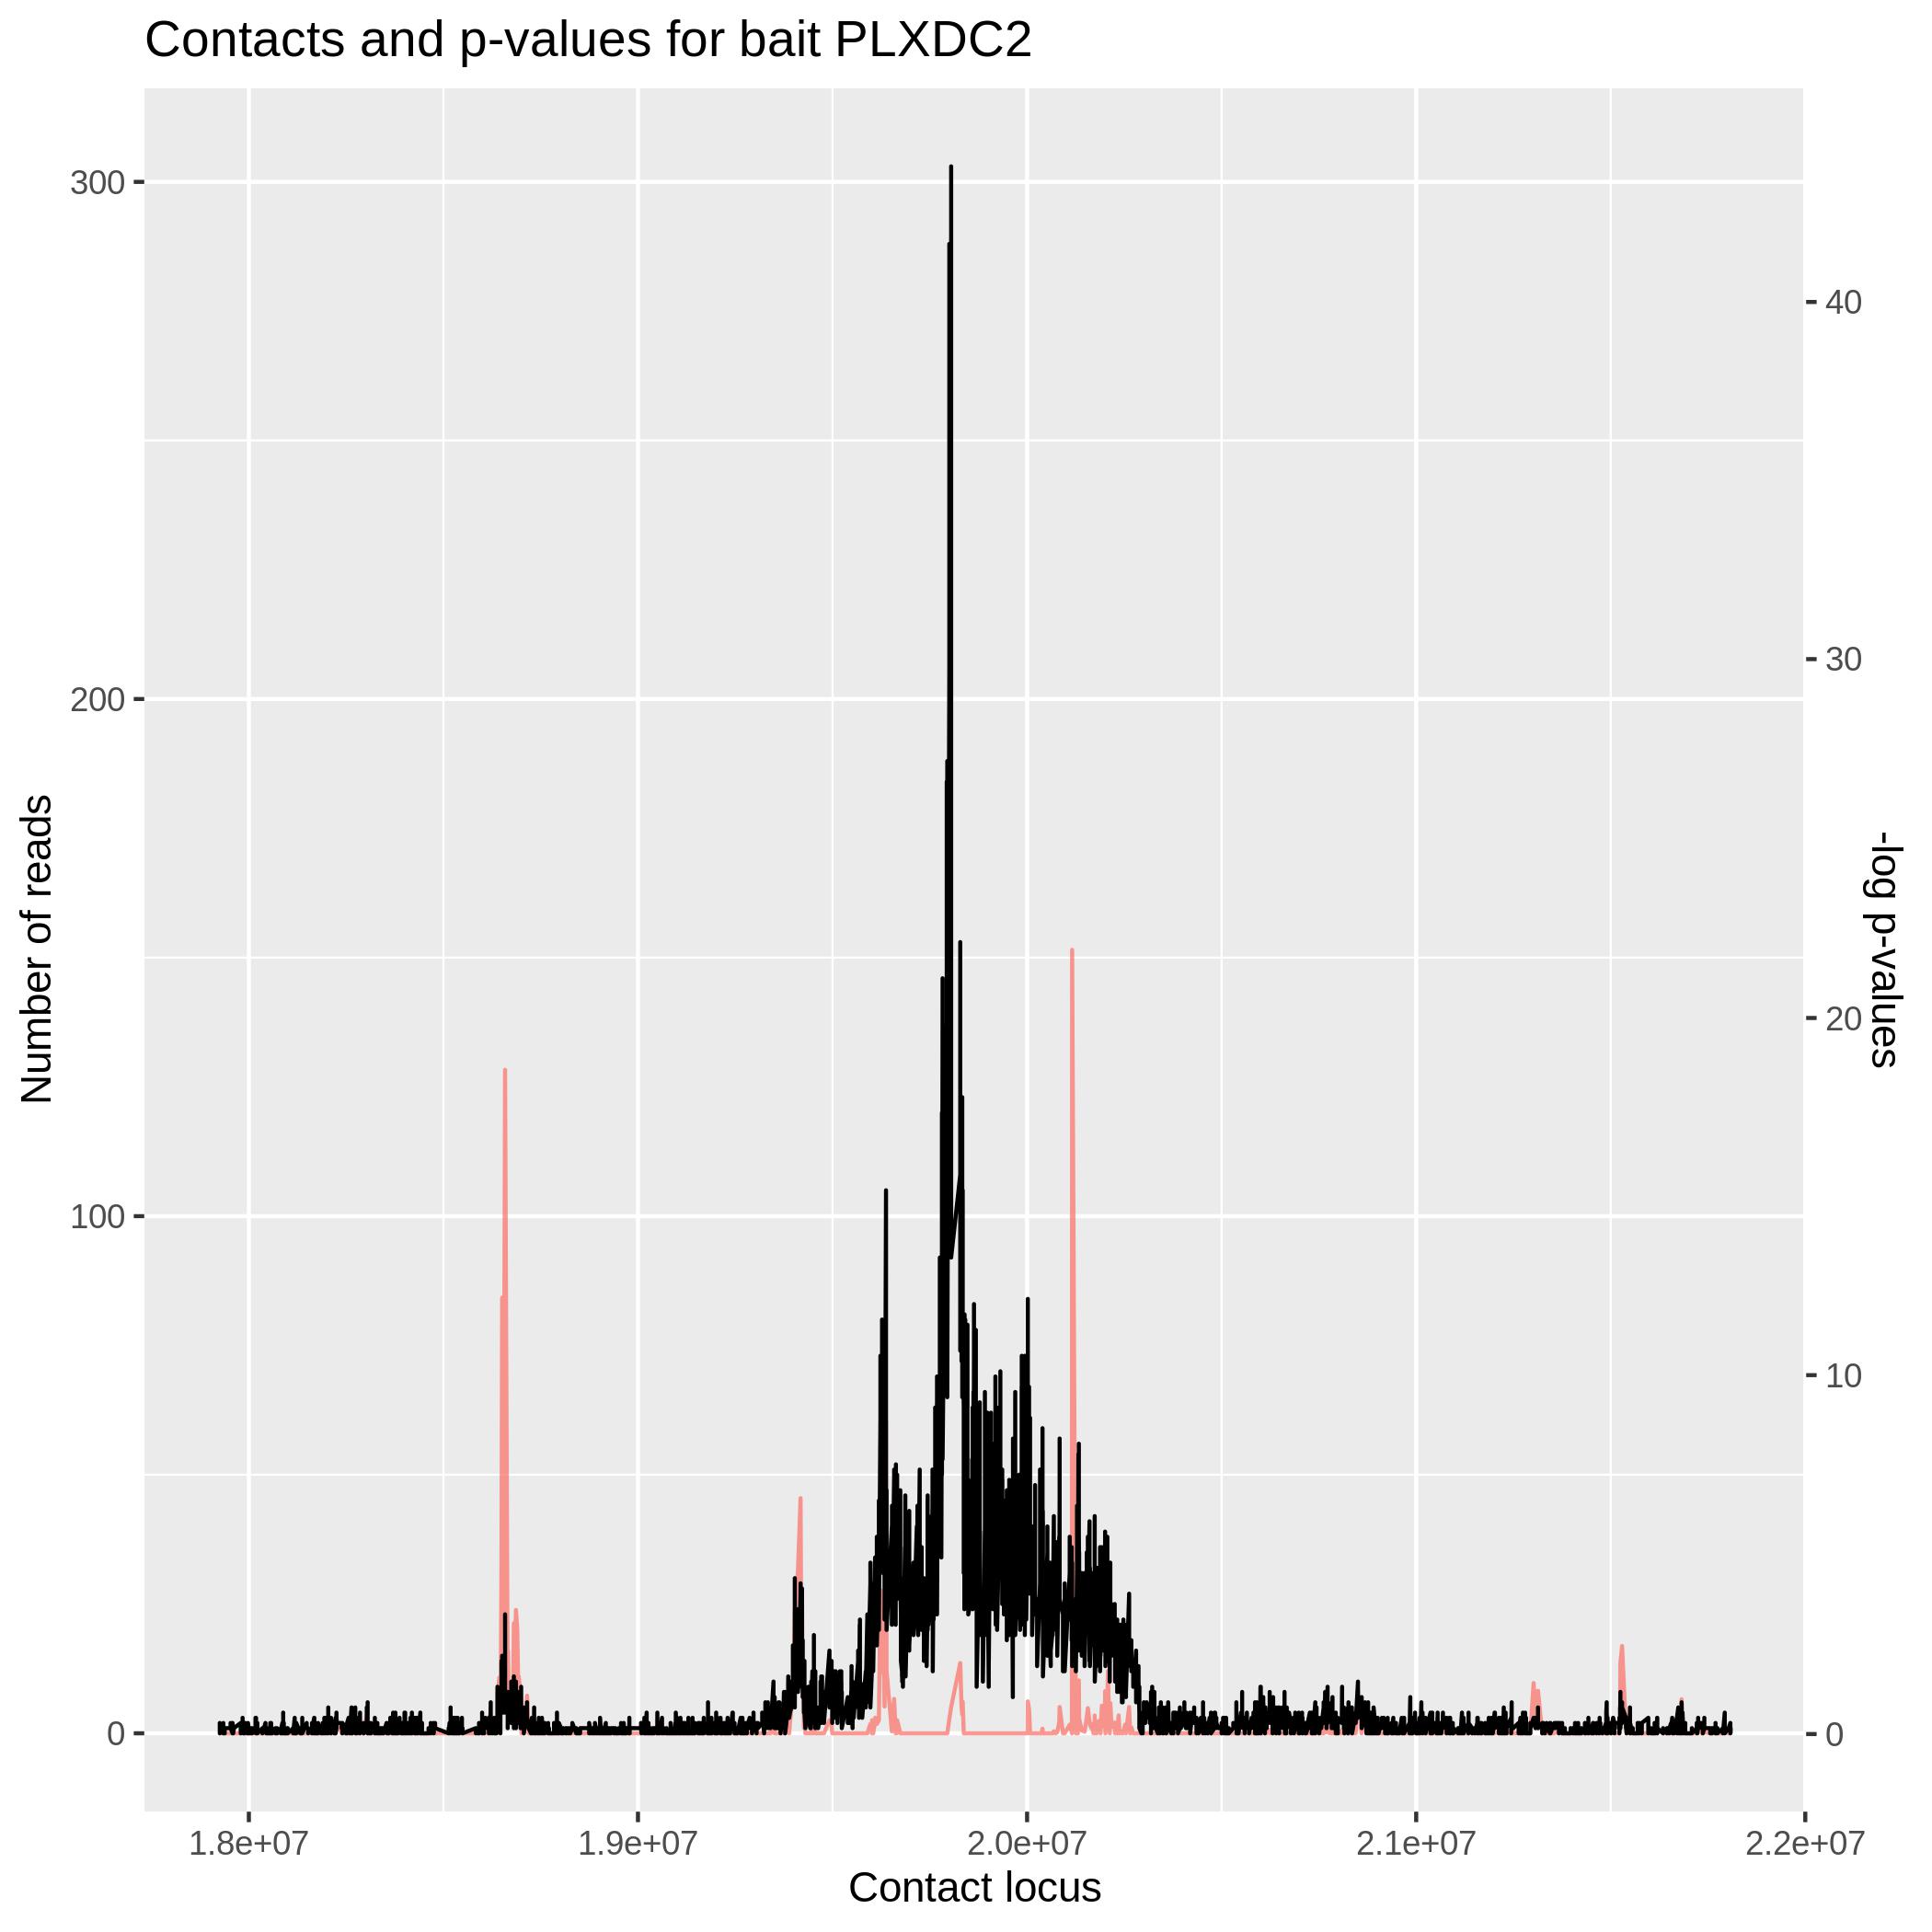 Contacts and p-values for bait PLXDC2
300
200
100
0
Number of reads
40
30
20
10
0
-log p-values
1.8e+07
1.9e+07
2.0e+07
2.1e+07
2.2e+07
Contact locus